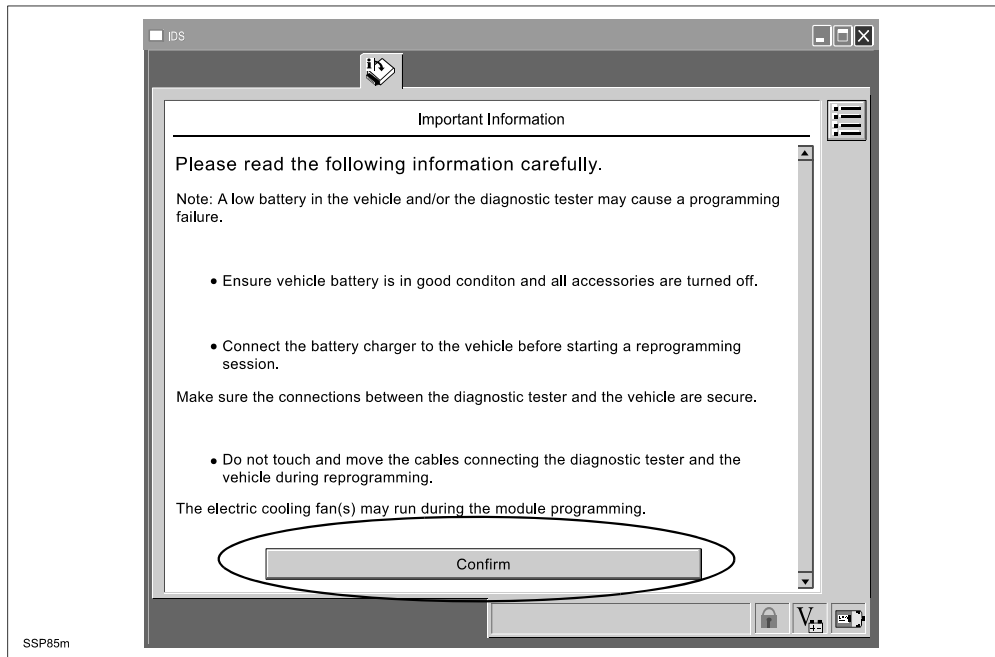 IDS
Important Information
Please read the following information carefully.
Note: A low battery in the vehicle and/or the diagnostic tester may cause a programming
failure.
• Ensure vehicle battery is in good conditon and all accessories are turned off.
• Connect the battery charger to the vehicle before starting a reprogramming
session.
Make sure the connections between the diagnostic tester and the vehicle are secure.
• Do not touch and move the cables connecting the diagnostic tester and the
vehicle during reprogramming.
The electric cooling fan(s) may run during the module programming.
Confirm
V
SSP85m